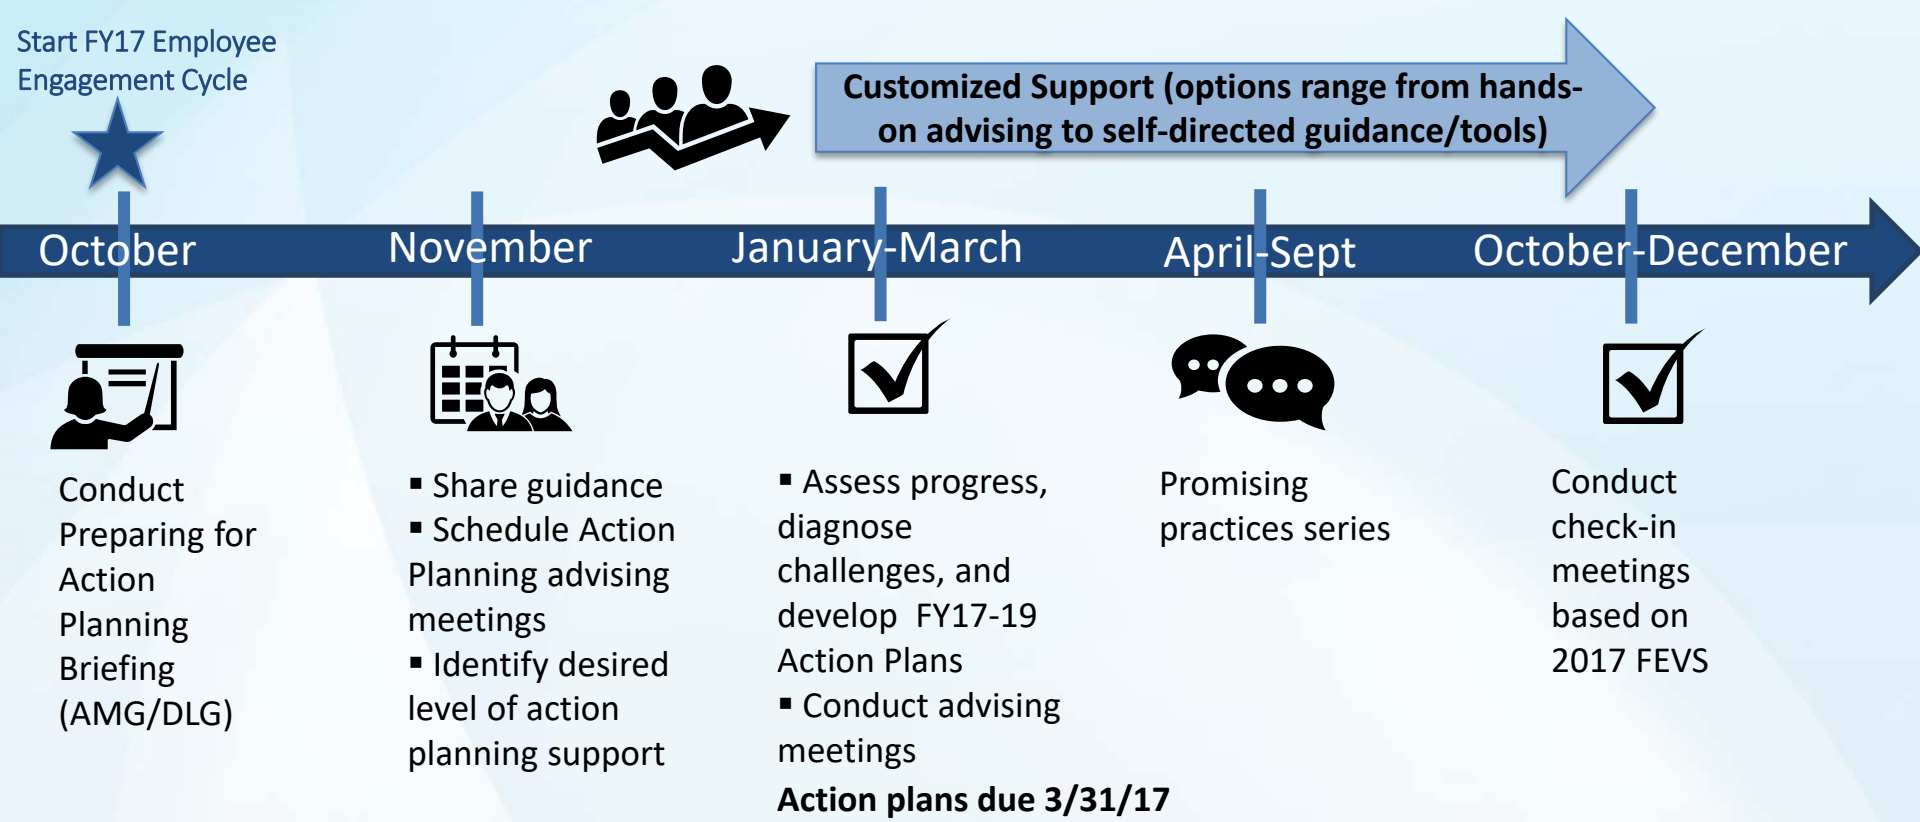 Start FY17 Employee
Engagement Cycle
Customized Support (options range from hands-
on advising to self-directed guidance/tools)
October
November
January-March
April-Sept
October-December
Conduct
Preparing for
Action
Planning
Briefing
(AMG/DLG)
▪ Share guidance
▪ Schedule Action
Planning advising
meetings
▪ Identify desired
level of action
planning support
▪ Assess progress,
diagnose
challenges, and
develop FY17-19
Action Plans
▪ Conduct advising
meetings
Action plans due 3/31/17
Promising
practices series
Conduct
check-in
meetings
based on
2017 FEVS